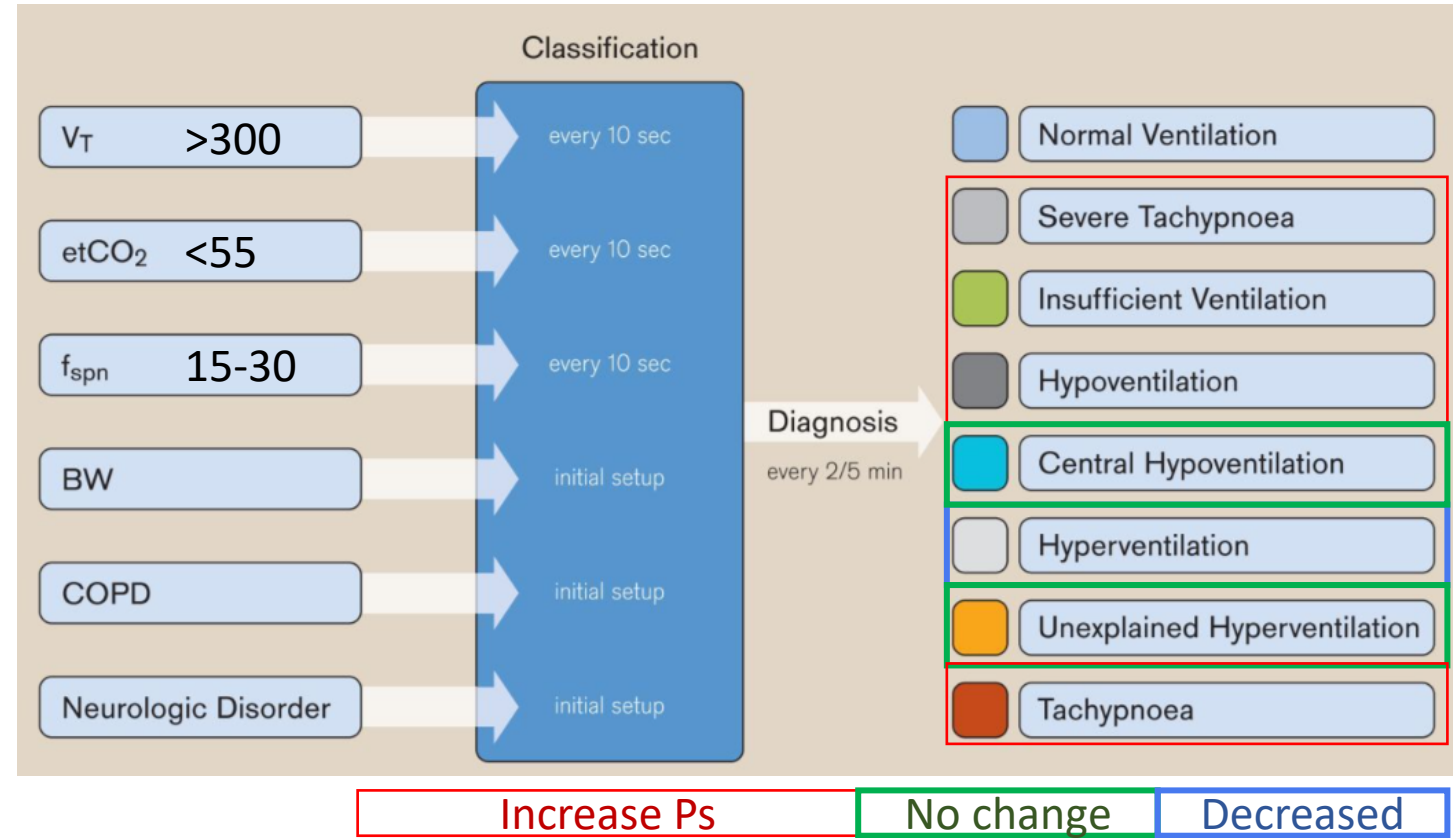 Classification
V_T >300
every 10 sec
etCO₂ <55
every 10 sec
f_spn 15-30
every 10 sec
BW
initial setup
COPD
initial setup
Neurologic Disorder
initial setup
Diagnosis
every 2/5 min
Normal Ventilation
Severe Tachypnoea
Insufficient Ventilation
Hypoventilation
Central Hypoventilation
Hyperventilation
Unexplained Hyperventilation
Tachypnoea
Increase Ps
No change
Decreased